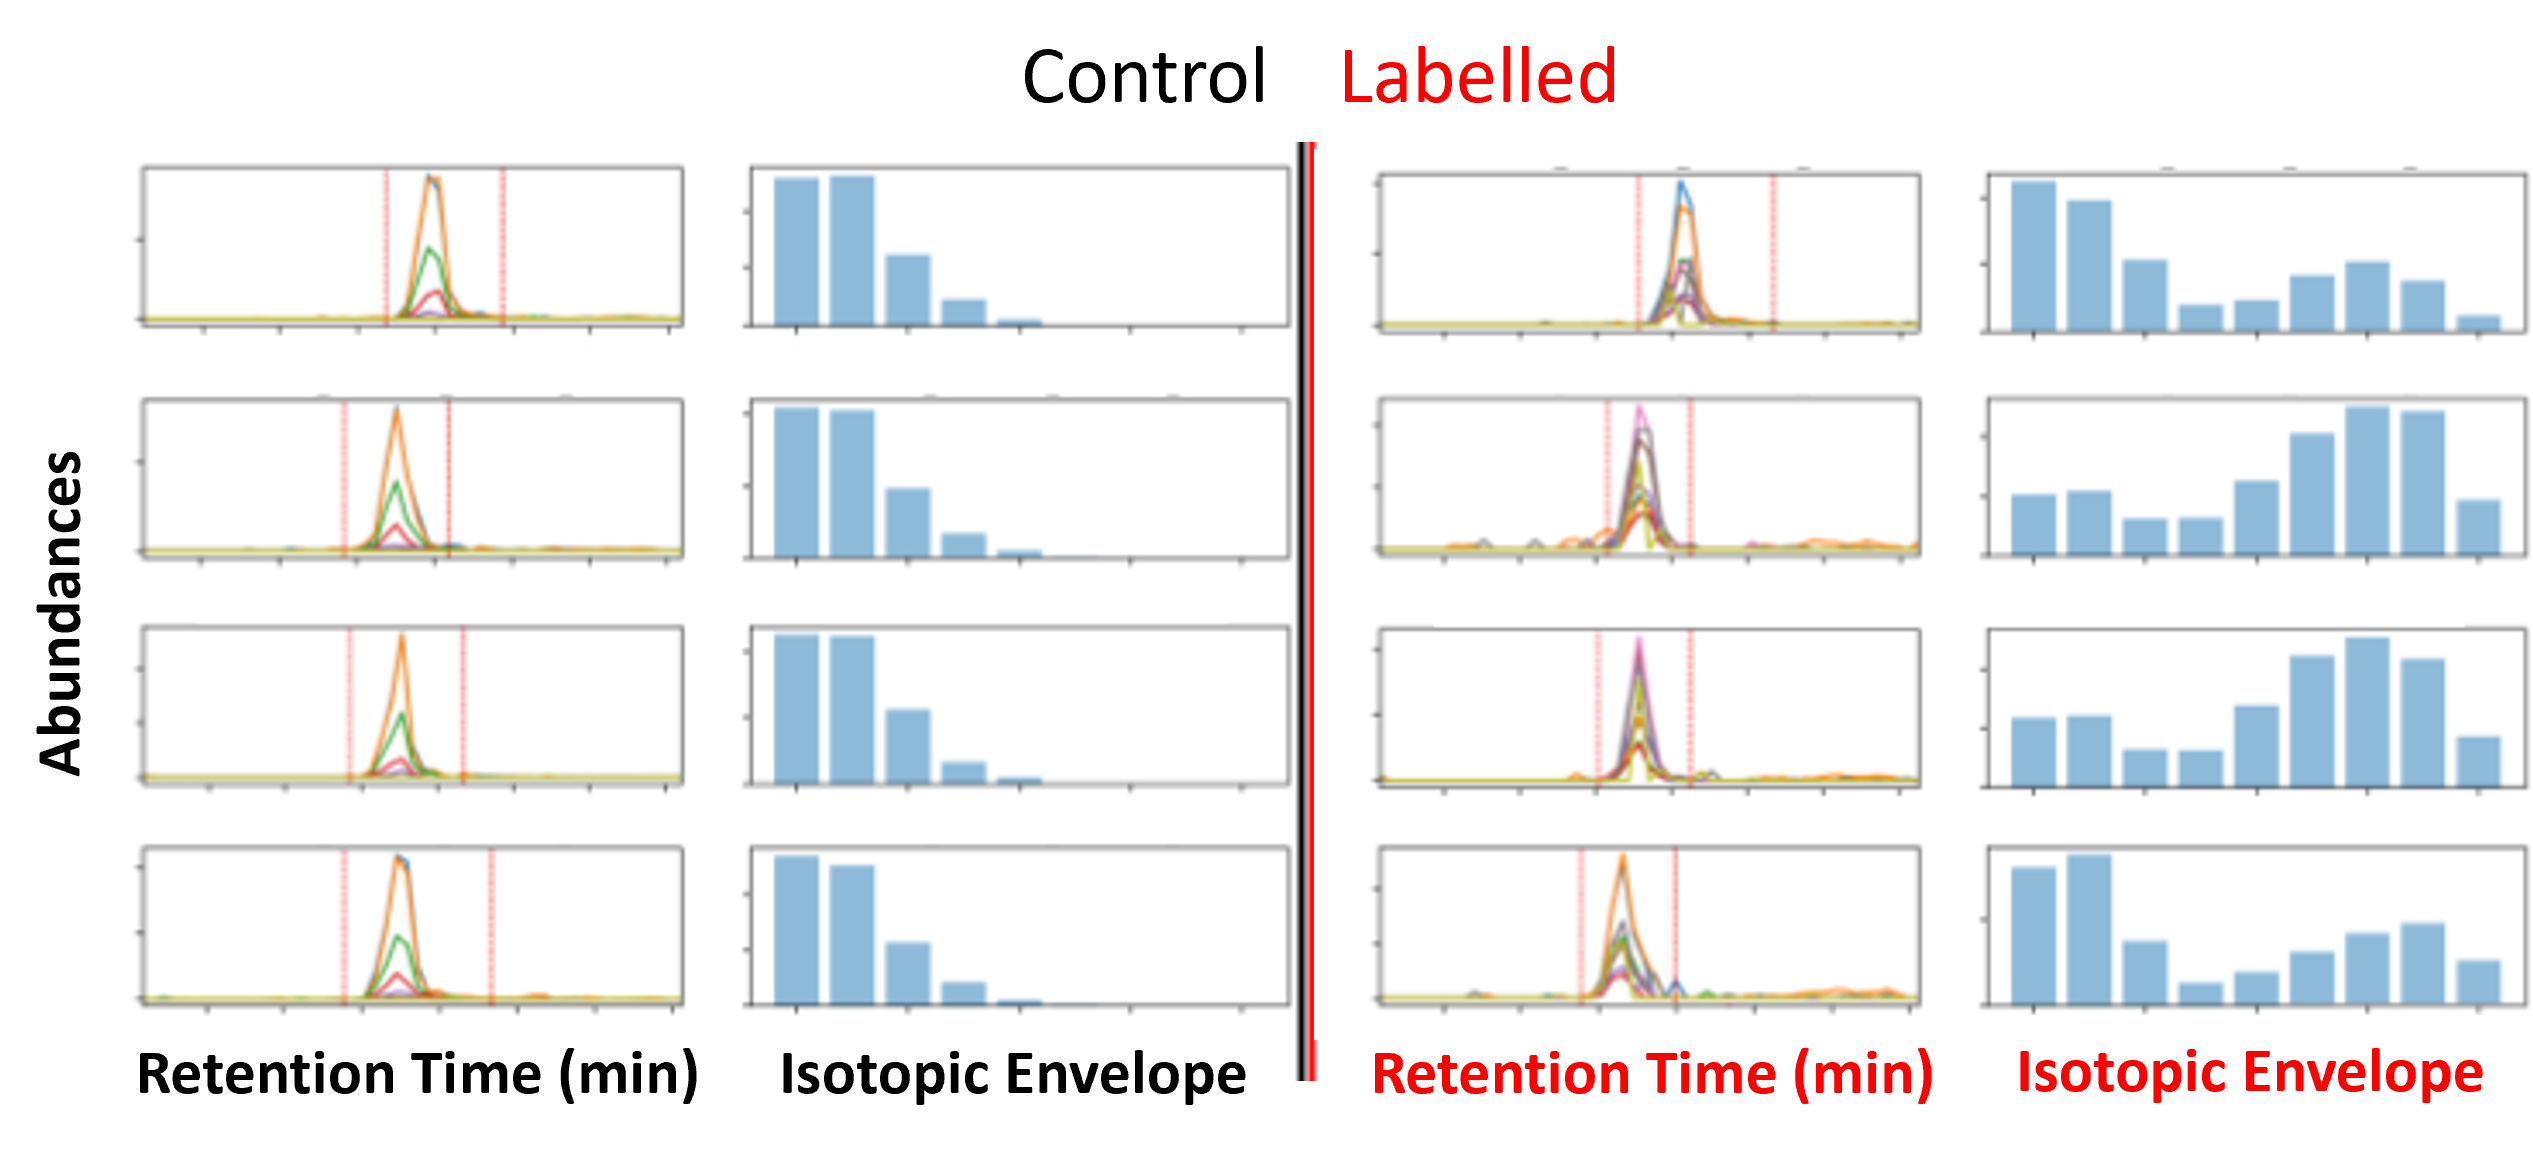 Control
Labelled
Abundances
Retention Time (min)
Isotopic Envelope
Retention Time (min)
Isotopic Envelope